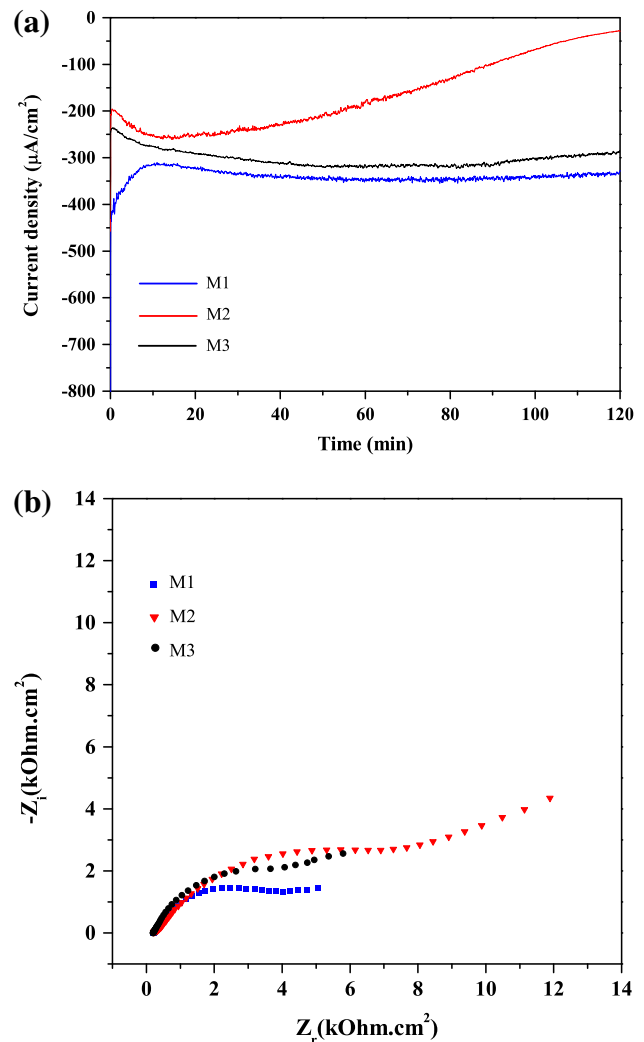 (a)
0
-100
-200
-300
-400
-500
-600
-700
-800
Current density (μA/cm²)
M1
M2
M3
0 20 40 60 80 100 120
Time (min)
(b)
14
12
10
8
6
4
2
0
-Zᵢ(kOhm.cm²)
M1
M2
M3
0 2 4 6 8 10 12 14
Zᵣ(kOhm.cm²)